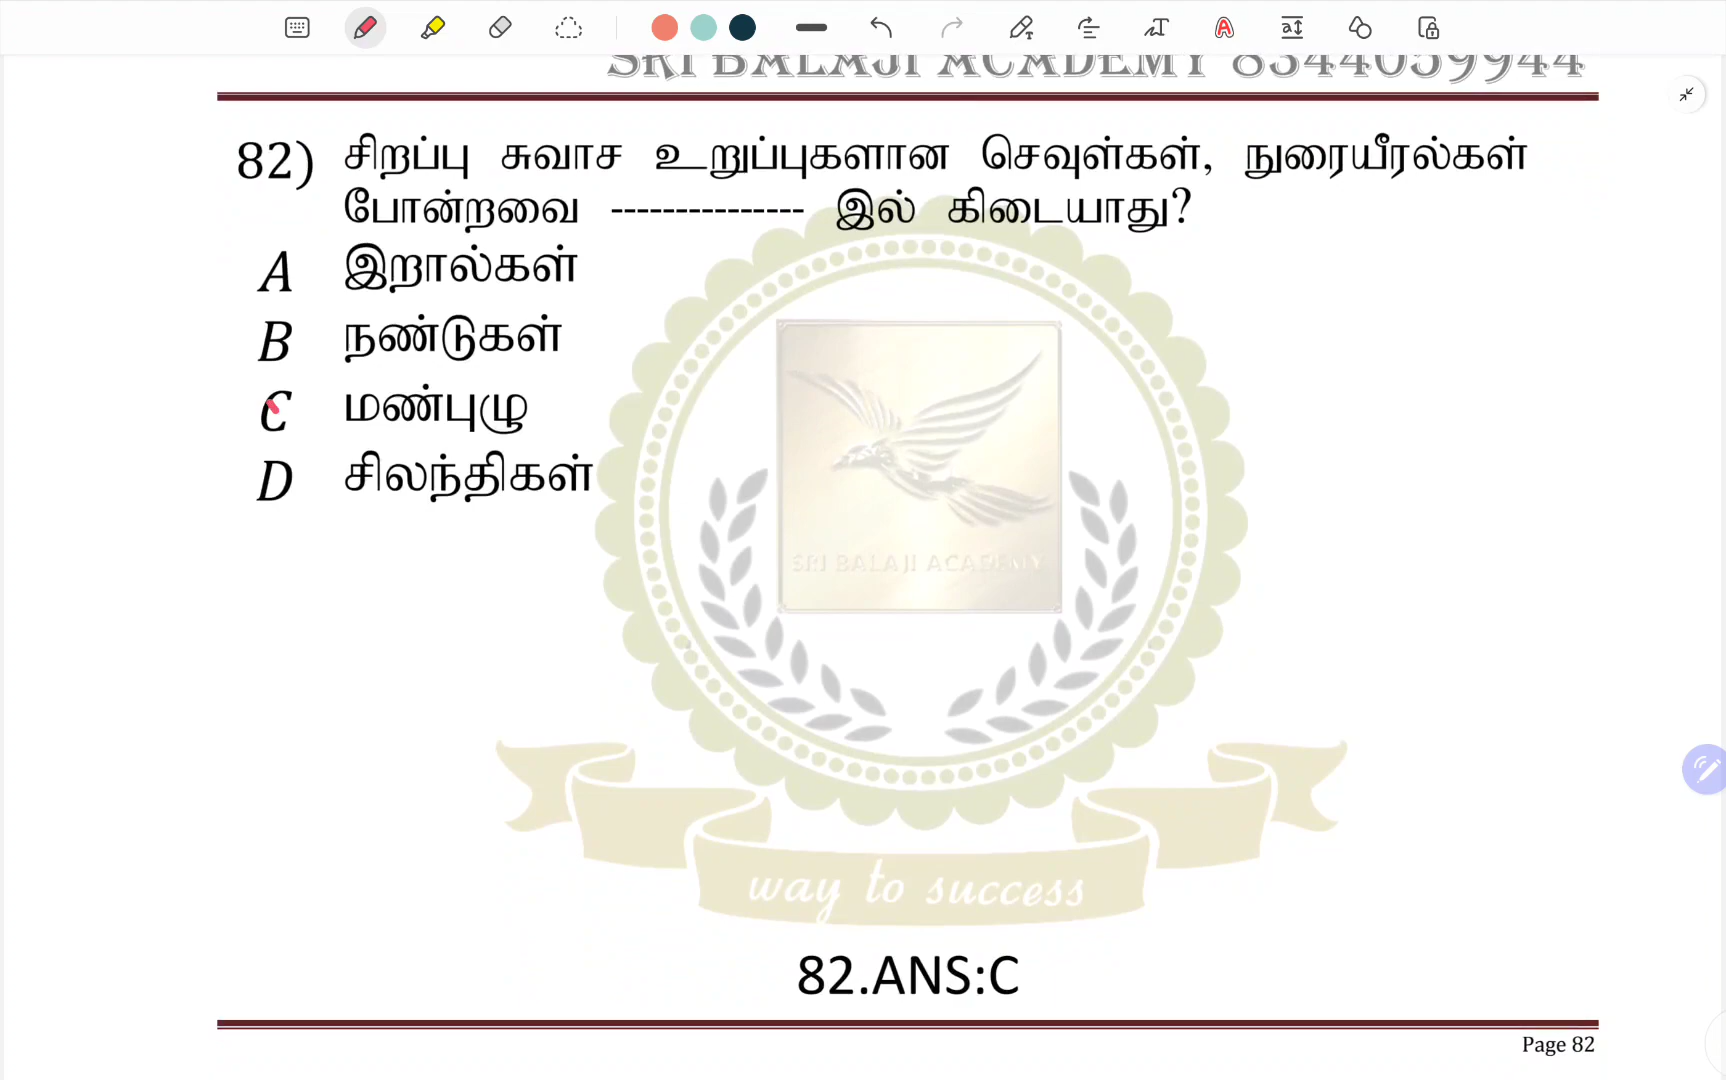 SRI BALAJI ACADEMY 8344059944
82) சிறப்பு சுவாச உறுப்புகளான செவுள்கள், நுரையீரல்கள்
போன்றவை --------------- இல் கிடையாது?
A இறால்கள்
B நண்டுகள்
C மண்புழு
D சிலந்திகள்
SRI BALAJI ACADEMY
way to success
82.ANS:C
Page 82